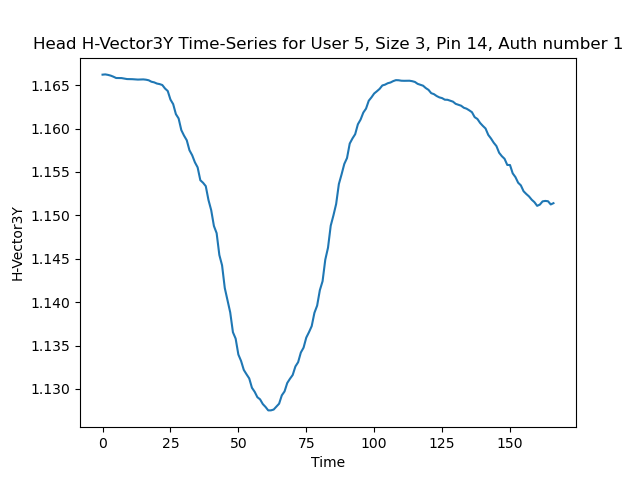 Head H-Vector3Y Time-Series for User 5, Size 3, Pin 14, Auth number 1
H-Vector3Y
1.165
1.160
1.155
1.150
1.145
1.140
1.135
1.130
0 25 50 75 100 125 150
Time